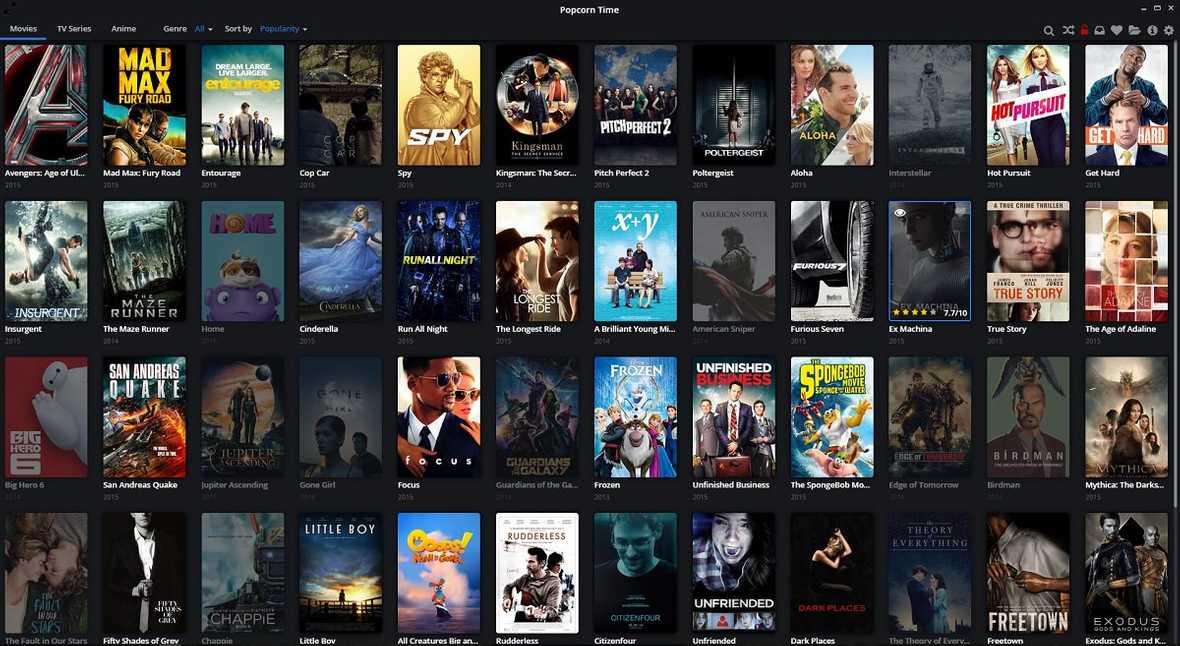 Popcorn Time
Movies TV Series Anime Genre All Sort by Popularity
MAD MAX FURY ROAD
DREAM LARGE. LIVE LARGER.
entourage
COP CAR
SPY
Kingsman
THE SECRET SERVICE
PITCH PERFECT 2
POLTERGEIST
ALOHA
INTERSTELLAR
HOT PURSUIT
GET HARD
Avengers: Age of Ul... Mad Max: Fury Road Entourage Cop Car Spy Kingsman: The Secr... Pitch Perfect 2 Poltergeist Aloha Interstellar Hot Pursuit Get Hard
2015 2015 2015 2015 2015 2014 2015 2015 2015 2014 2015 2015
INSURGENT
THE MAZE RUNNER
HOME
CINDERELLA
RUN ALL NIGHT
THE LONGEST RIDE
x+y
AMERICAN SNIPER
FURIOUS 7
EX MACHINA
7.7/10
A TRUE CRIME THRILLER
JAMES FRANCO JONAH HILL FELICITY JONES
TRUE STORY
THE AGE OF ADALINE
Insurgent The Maze Runner Home Cinderella Run All Night The Longest Ride A Brilliant Young Mi... American Sniper Furious Seven Ex Machina True Story The Age of Adaline
2015 2014 2015 2015 2015 2015 2014 2015 2015 2015 2015
BIG HERO 6
SAN ANDREAS QUAKE
JUPITER ASCENDING
GONE GIRL
focus
GUARDIANS OF THE GALAXY
FROZEN
UNFINISHED BUSINESS
THE SPONGEBOB MOVIE
SPONGE OUT OF WATER
EDGE OF TOMORROW
BIRDMAN
MYTHICA
Big Hero 6 San Andreas Quake Jupiter Ascending Gone Girl Focus Guardians of the Ga... Frozen Unfinished Business The SpongeBob Mo... Edge of Tomorrow Birdman Mythica: The Darks...
2014 2015 2015 2014 2015 2014 2013 2015 2015 2014 2014 2015
THE FAULT IN OUR STARS
FIFTY SHADES OF GREY
CHAPPIE
LITTLE BOY
Ooops!
RUDDERLESS
CITIZENFOUR
UNFRIENDED
DARK PLACES
THE THEORY OF EVERYTHING
FREETOWN
EXODUS
GODS AND KINGS
The Fault in Our Stars Fifty Shades of Grey Chappie Little Boy All Creatures Big an... Rudderless Citizenfour Unfriended Dark Places The Theory of Every... Freetown Exodus: Gods and K...